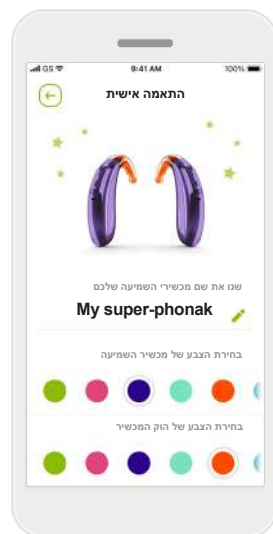 GS 9:41 AM 100%
התאמה אישית
שנו את שם מכשירי השמיעה שלכם
My super-phonak
בחירת הצבע של מכשיר השמיעה
בחירת הצבע של הוק המכשיר